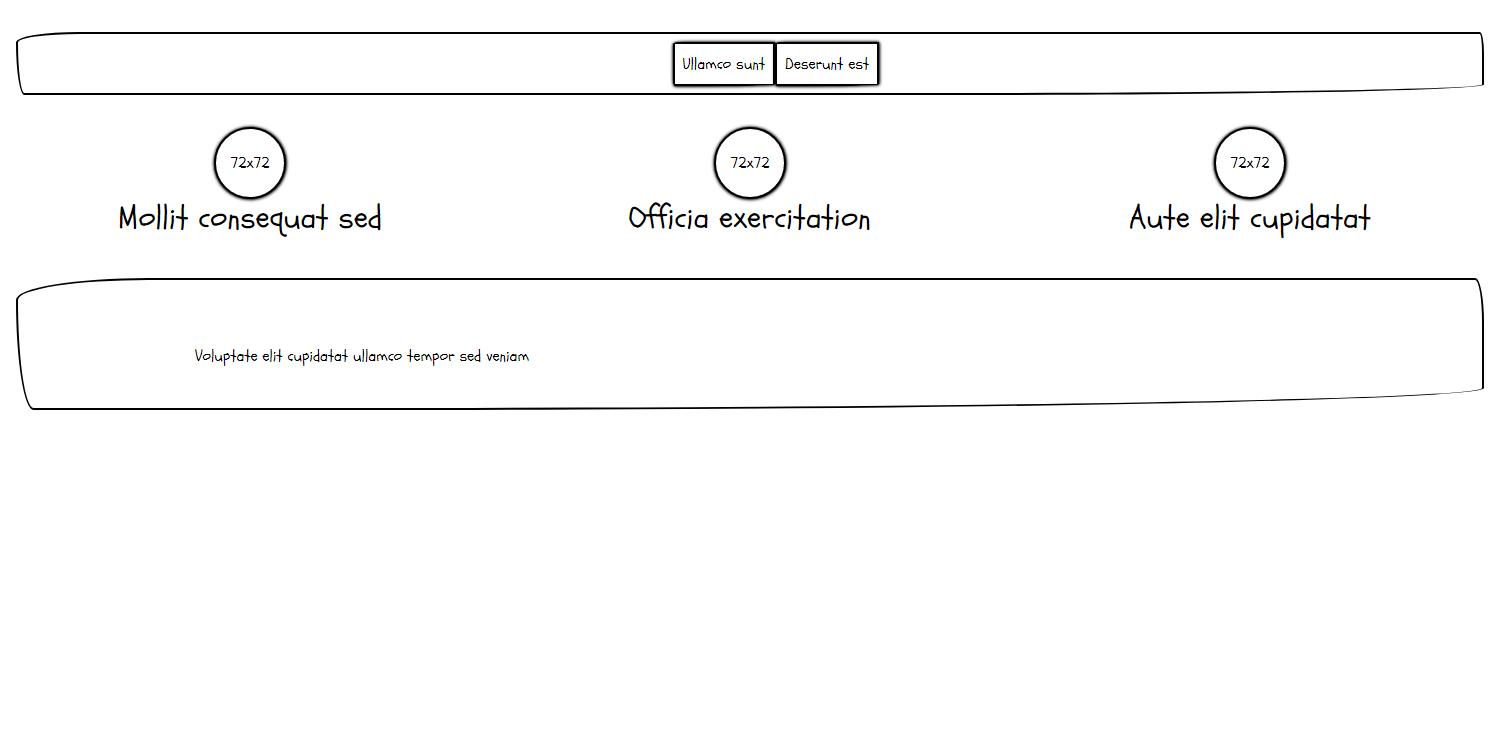 Ullamco sunt Deserunt est
72x72 72x72 72x72
Mollit consequat sed Officia exercitation Aute elit cupidatat
Voluptate elit cupidatat ullamco tempor sed veniam